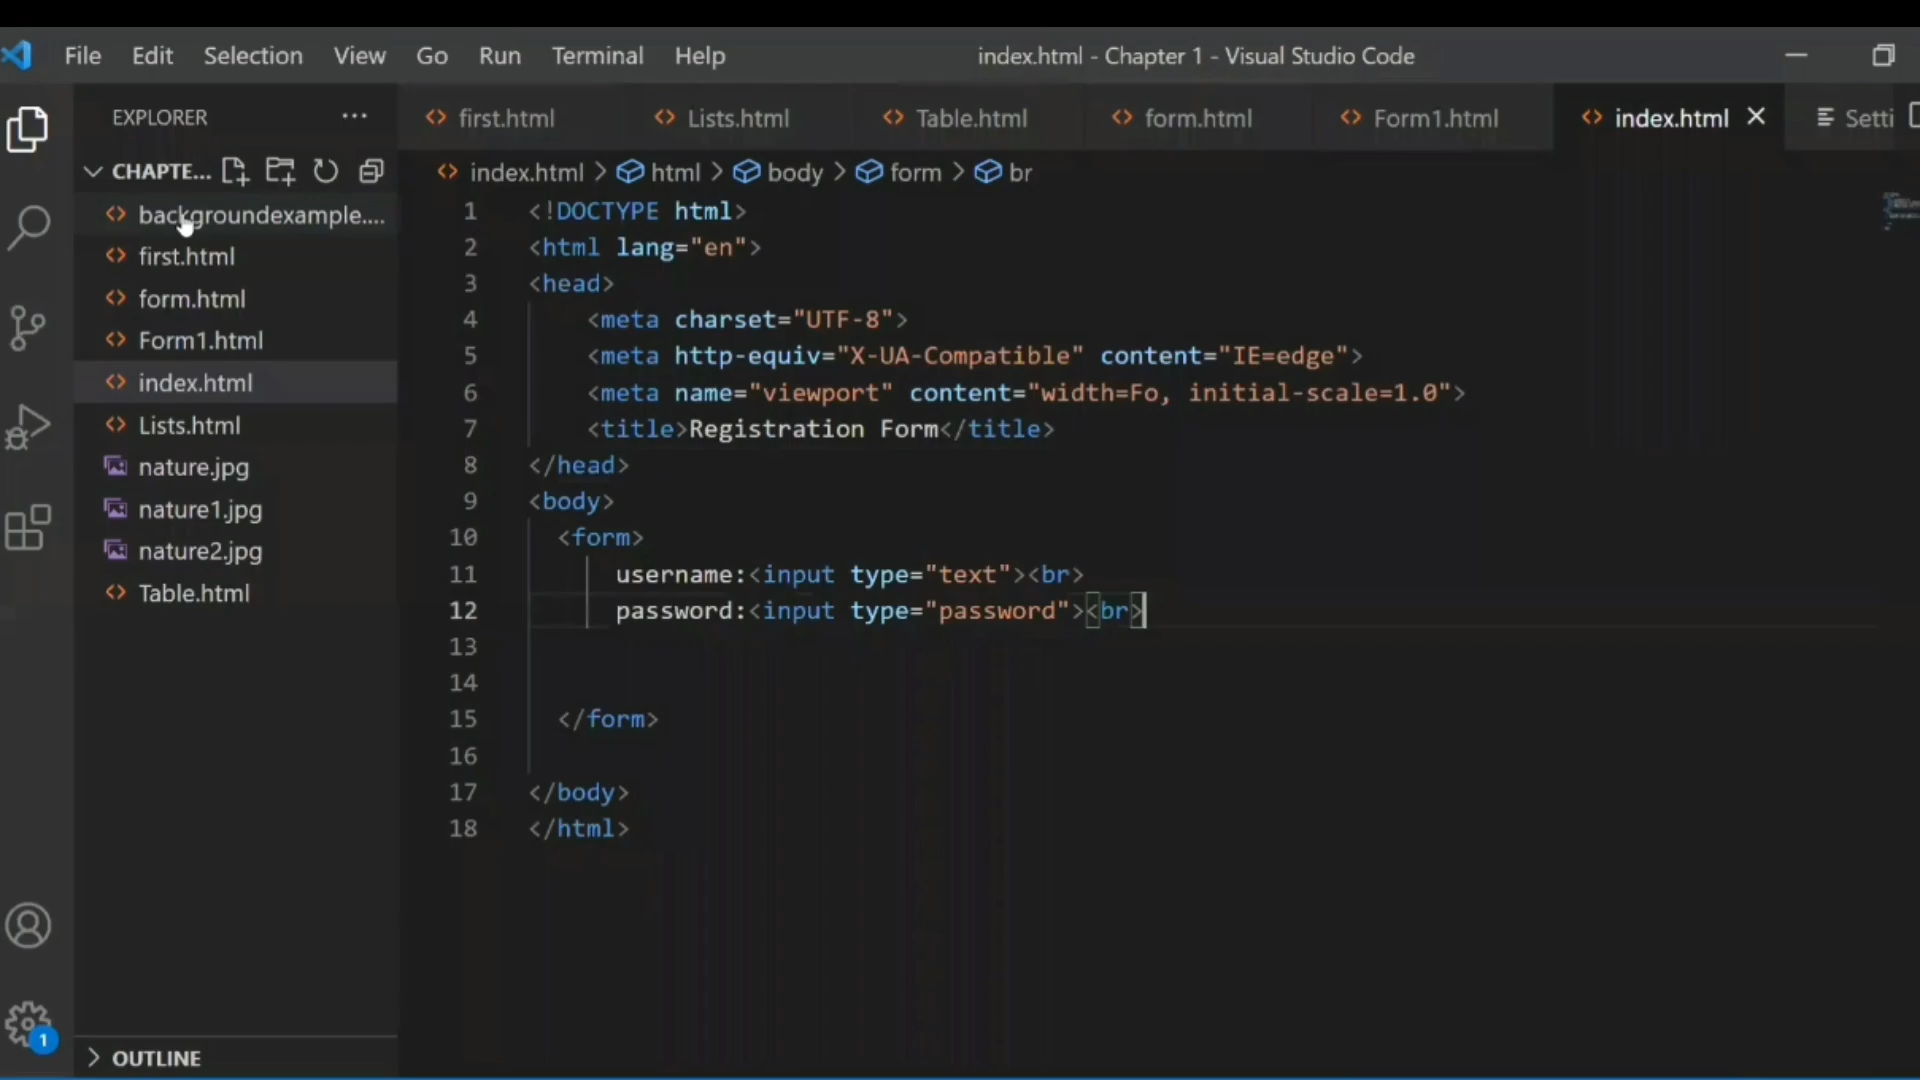 File Edit Selection View Go Run Terminal Help index.html - Chapter 1 - Visual Studio Code
EXPLORER ...
first.html Lists.html Table.html form.html Form1.html index.html Setti
CHAPTE...
index.html > html > body > form > br
backgroundexample....
first.html
form.html
Form1.html
index.html
Lists.html
nature.jpg
nature1.jpg
nature2.jpg
Table.html
1 <!DOCTYPE html>
2 <html lang="en">
3 <head>
4 <meta charset="UTF-8">
5 <meta http-equiv="X-UA-Compatible" content="IE=edge">
6 <meta name="viewport" content="width=Fo, initial-scale=1.0">
7 <title>Registration Form</title>
8 </head>
9 <body>
10 <form>
11 username:<input type="text"><br>
12 password:<input type="password"><br>
13
14
15 </form>
16
17 </body>
18 </html>
1
OUTLINE